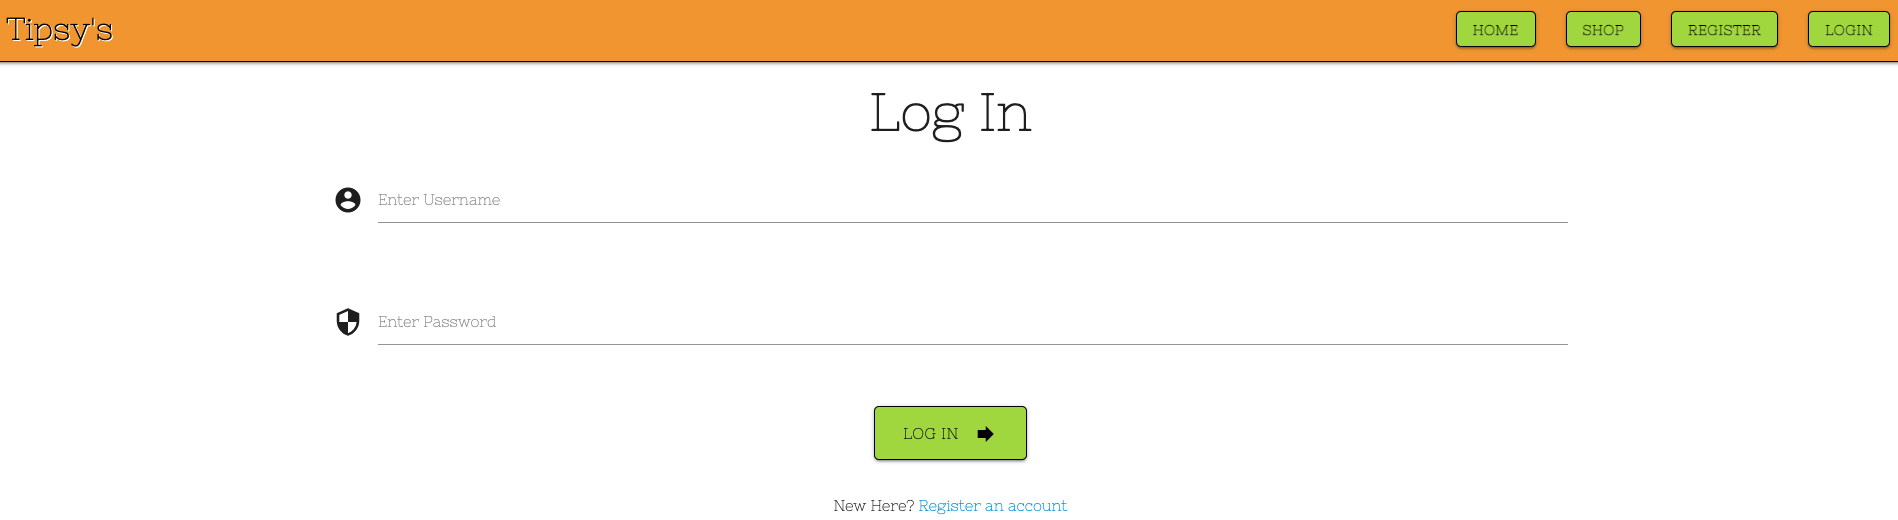 Tipsy's
HOME
SHOP
REGISTER
LOGIN
Log In
Enter Username
Enter Password
LOG IN
New Here? Register an account